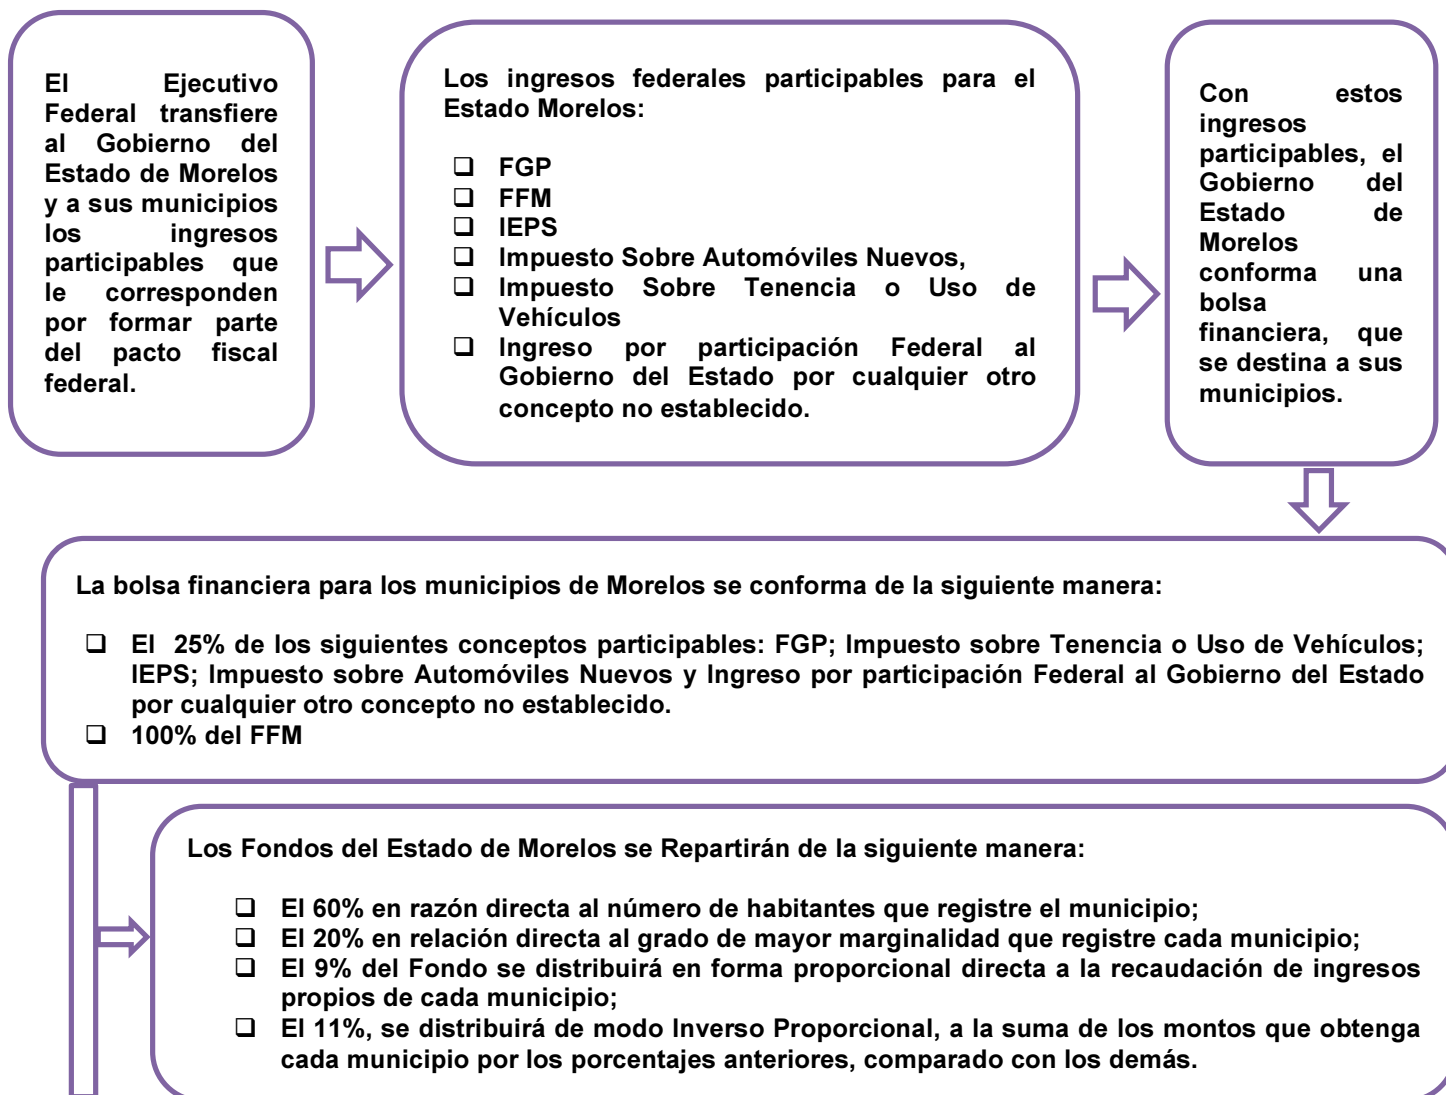 El Ejecutivo
Federal transfiere
al Gobierno del
Estado de Morelos
y a sus municipios
los ingresos
participables que
le corresponden
por formar parte
del pacto fiscal
federal.
Los ingresos federales participables para el
Estado Morelos:
❑ FGP
❑ FFM
❑ IEPS
❑ Impuesto Sobre Automóviles Nuevos,
❑ Impuesto Sobre Tenencia o Uso de
Vehículos
❑ Ingreso por participación Federal al
Gobierno del Estado por cualquier otro
concepto no establecido.
Con estos
ingresos
participables, el
Gobierno del
Estado de
Morelos
conforma una
bolsa
financiera, que
se destina a sus
municipios.
La bolsa financiera para los municipios de Morelos se conforma de la siguiente manera:
❑ El 25% de los siguientes conceptos participables: FGP; Impuesto sobre Tenencia o Uso de Vehículos;
IEPS; Impuesto sobre Automóviles Nuevos y Ingreso por participación Federal al Gobierno del Estado
por cualquier otro concepto no establecido.
❑ 100% del FFM
Los Fondos del Estado de Morelos se Repartirán de la siguiente manera:
❑ El 60% en razón directa al número de habitantes que registre el municipio;
❑ El 20% en relación directa al grado de mayor marginalidad que registre cada municipio;
❑ El 9% del Fondo se distribuirá en forma proporcional directa a la recaudación de ingresos
propios de cada municipio;
❑ El 11%, se distribuirá de modo Inverso Proporcional, a la suma de los montos que obtenga
cada municipio por los porcentajes anteriores, comparado con los demás.